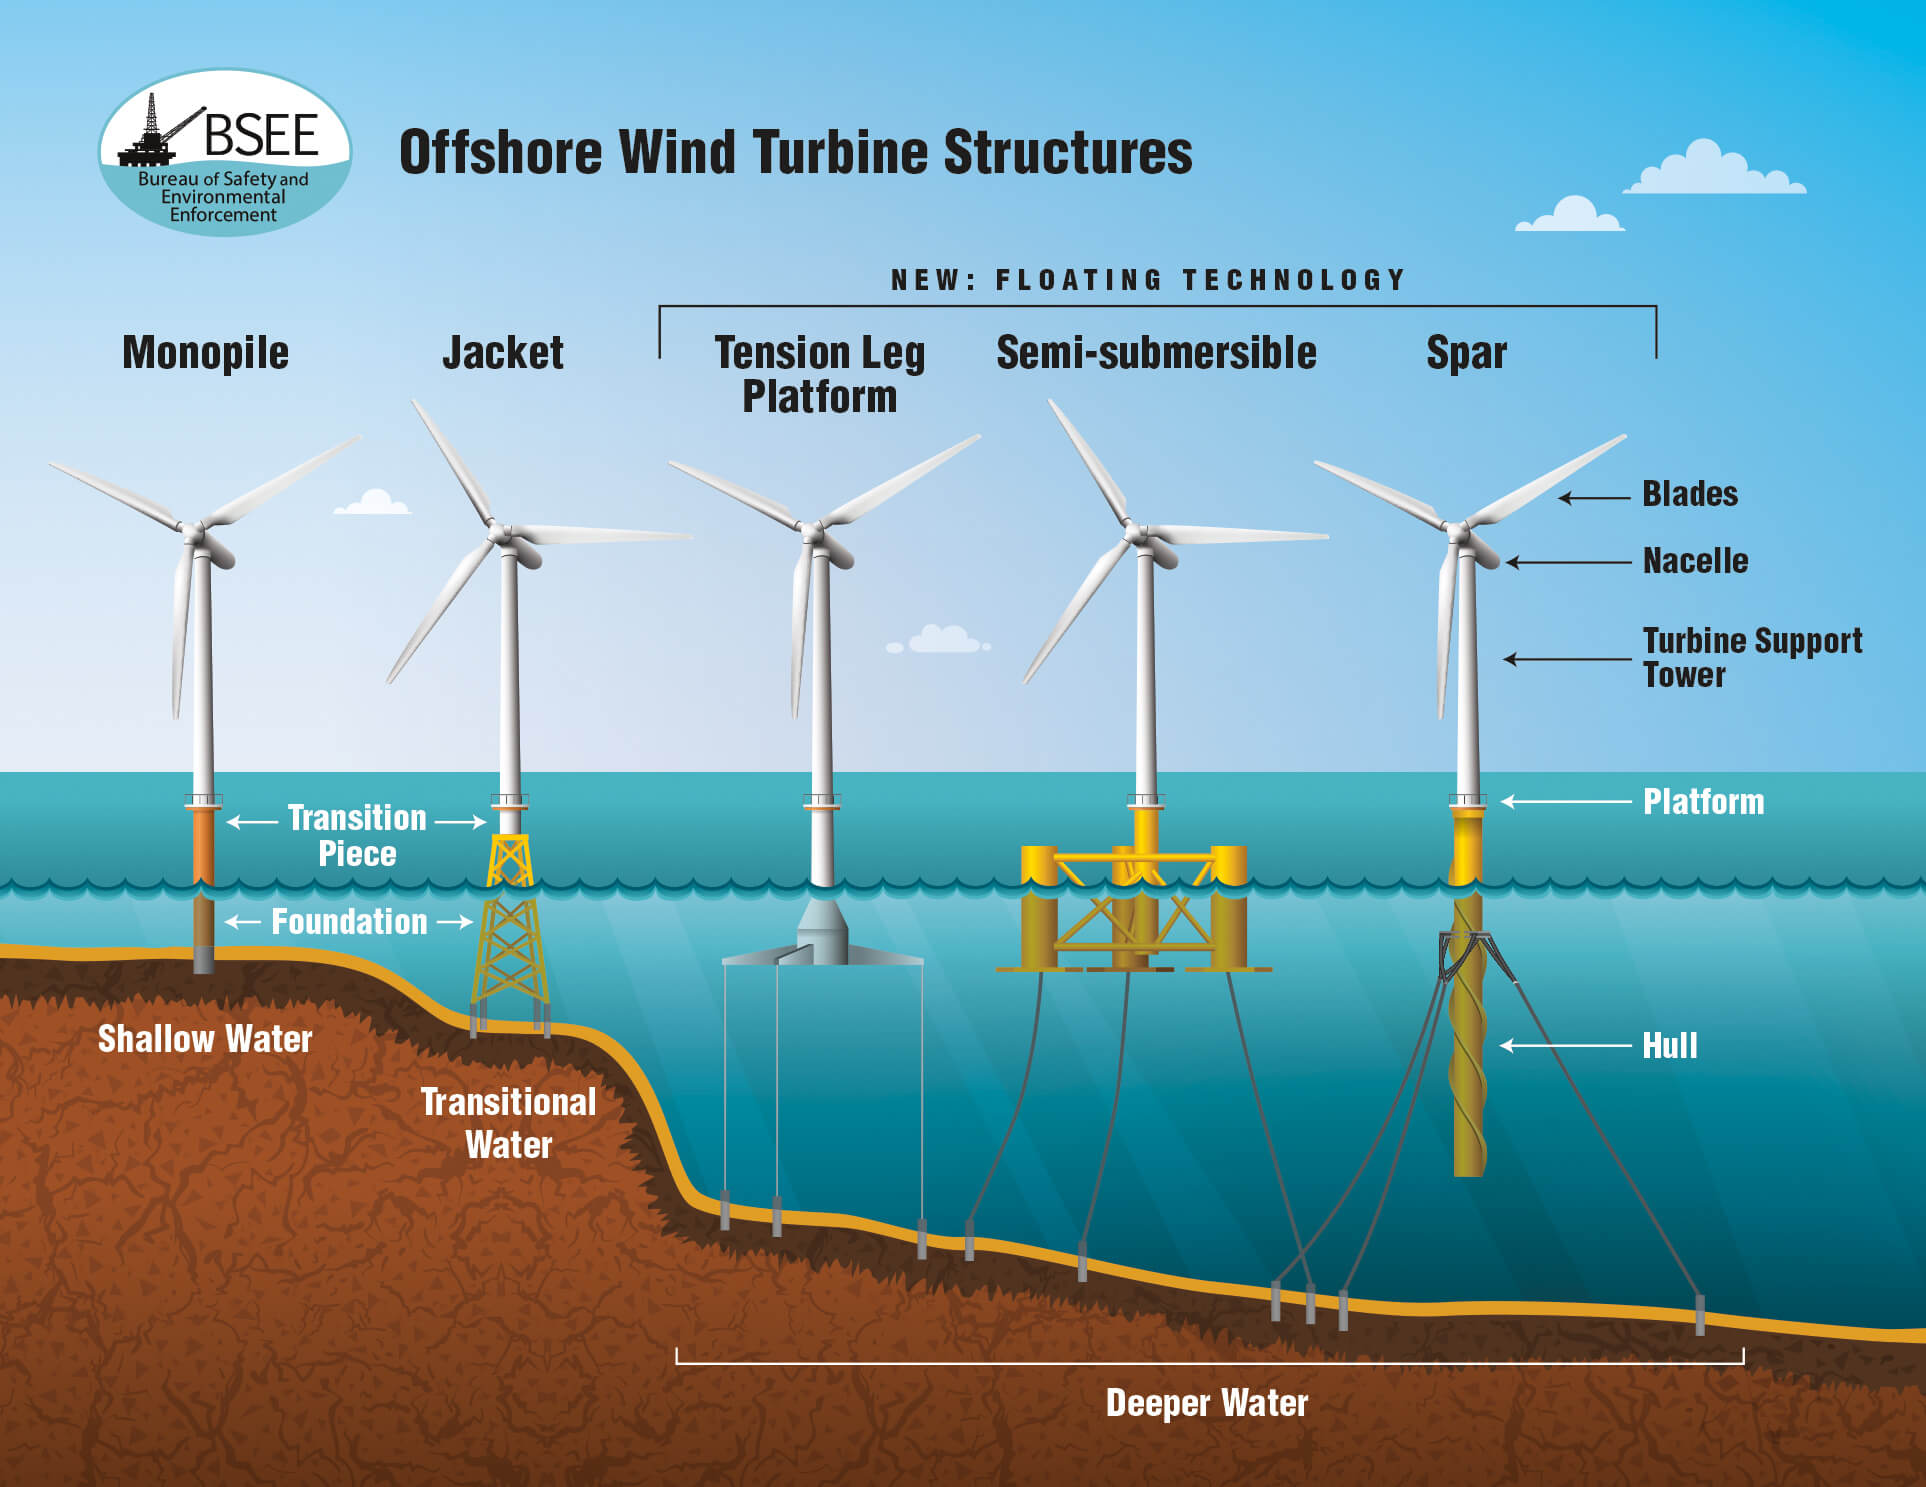 BSEE
Bureau of Safety and
Environmental
Enforcement
Offshore Wind Turbine Structures
NEW: FLOATING TECHNOLOGY
Monopile
Jacket
Tension Leg
Platform
Semi-submersible
Spar
Blades
Nacelle
Turbine Support
Tower
Platform
Transition
Piece
Foundation
Hull
Shallow Water
Transitional
Water
Deeper Water